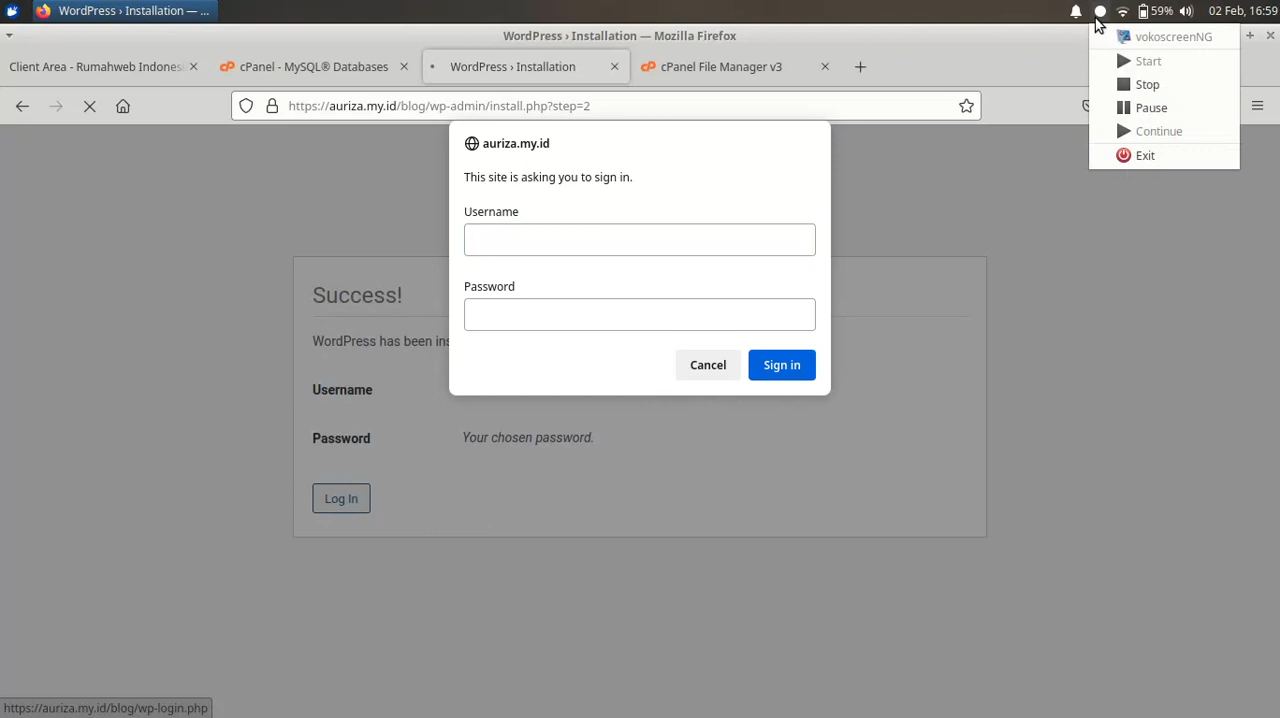 WordPress › Installation — ...
59%
02 Feb, 16:59
WordPress › Installation — Mozilla Firefox
vokoscreenNG
Start
Stop
Pause
Continue
Exit
Client Area - Rumahweb Indones
cPanel - MySQL® Databases
WordPress › Installation
cPanel File Manager v3
https://auriza.my.id/blog/wp-admin/install.php?step=2
auriza.my.id
This site is asking you to sign in.
Username
Password
Cancel
Sign in
Success!
WordPress has been ins
Username
Password
Your chosen password.
Log In
https://auriza.my.id/blog/wp-login.php